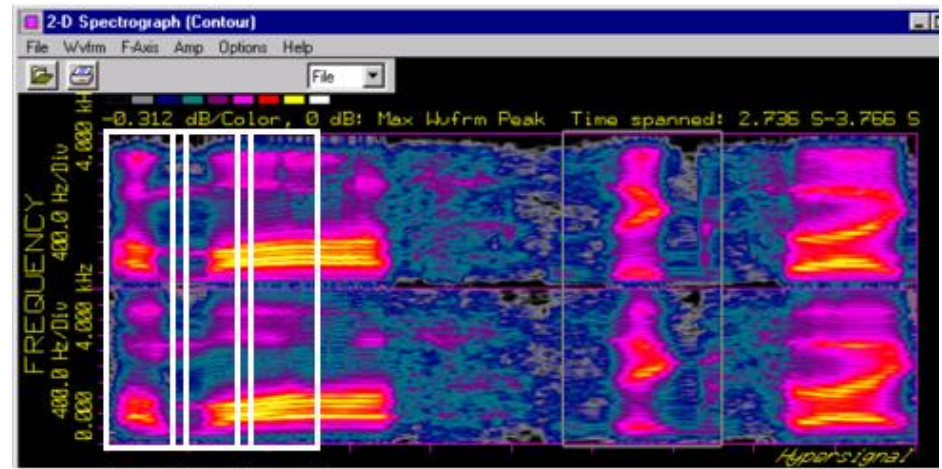 2-D Spectrograph (Contour)
File Wvfrm F-Axis Amp Options Help
File
-0.312 dB/Color, 0 dB: Max Wvfrm Peak Time spanned: 2.736 S-3.766 S
FREQUENCY
400.0 Hz/Div 4.000 kHz
400.0 Hz/Div 4.000 kHz
0.000
Hypersignal